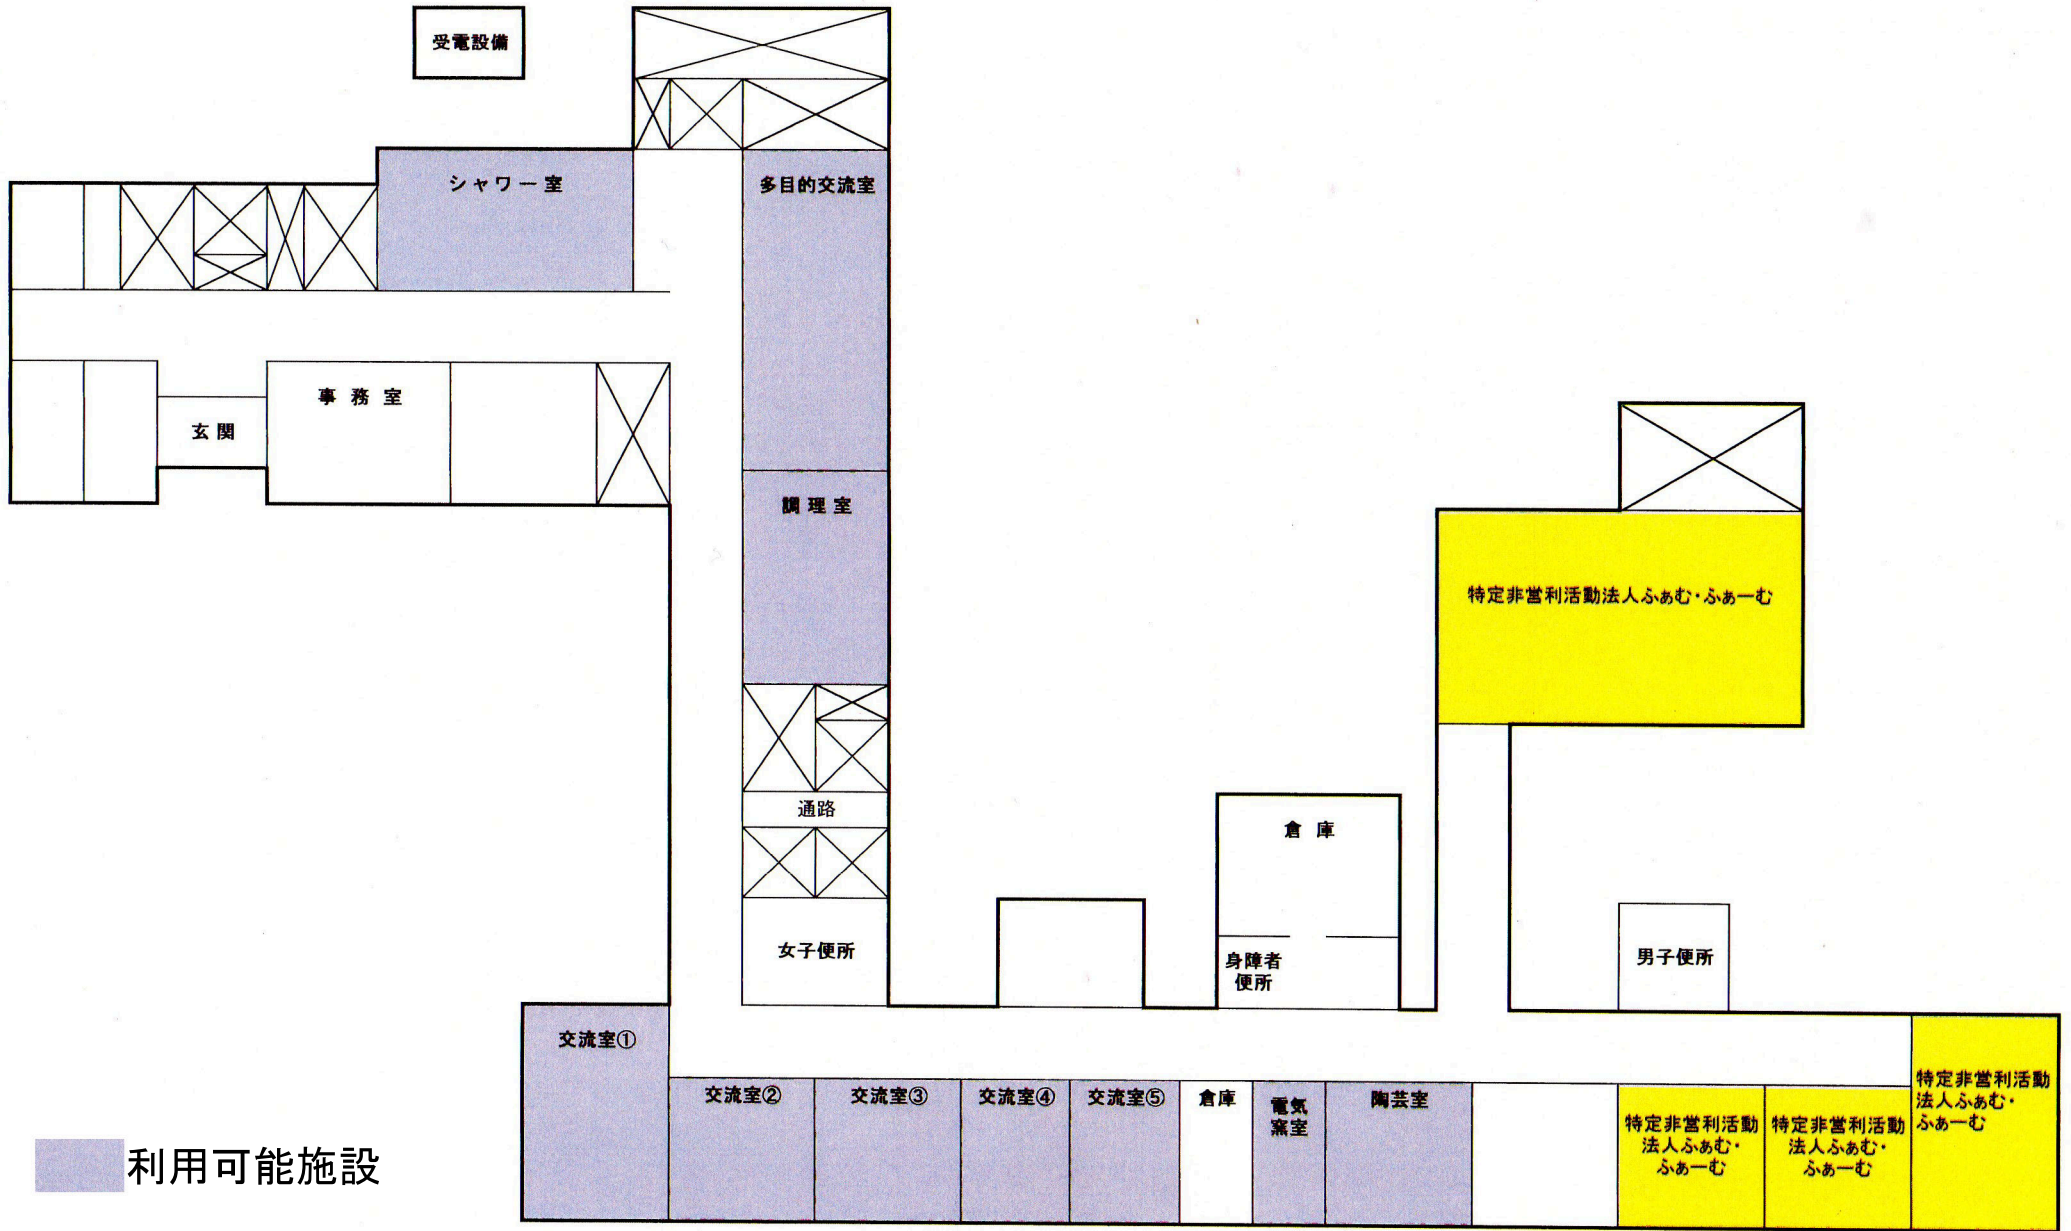 受電設備
シャワー室
多目的交流室
事務室
玄関
調理室
特定非営利活動法人ふぁむ・ふぁーむ
通路
倉庫
女子便所
身障者
便所
男子便所
交流室①
交流室②
交流室③
交流室④
交流室⑤
倉庫
電気
窯室
陶芸室
特定非営利活動
法人ふぁむ・
ふぁーむ
特定非営利活動
法人ふぁむ・
ふぁーむ
特定非営利活動
法人ふぁむ・
ふぁーむ
利用可能施設